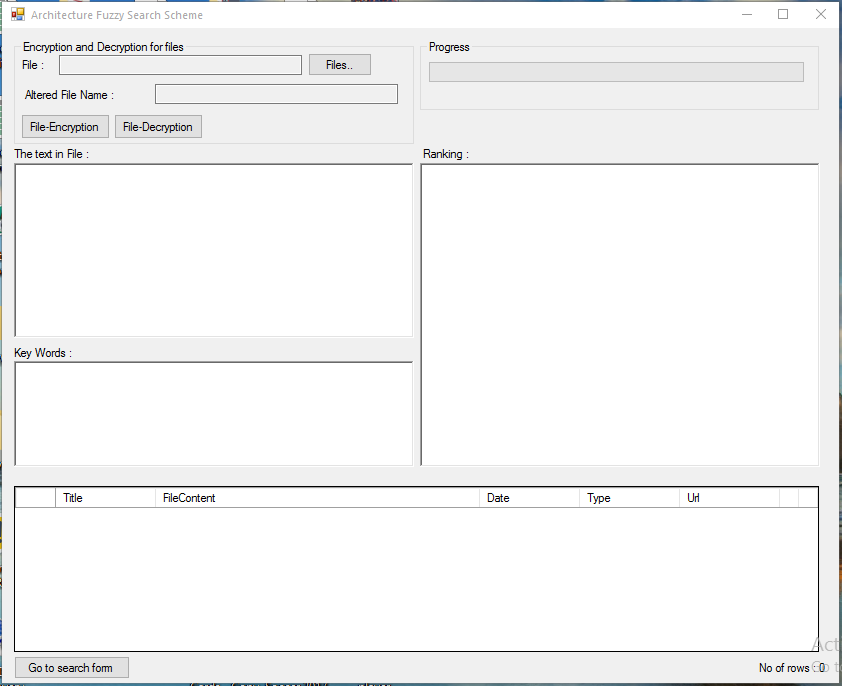 Architecture Fuzzy Search Scheme
Encryption and Decryption for files
File :
Files..
Altered File Name :
File-Encryption
File-Decryption
Progress
The text in File :
Ranking :
Key Words :
Title FileContent Date Type Url
Go to search form
No of rows : 0